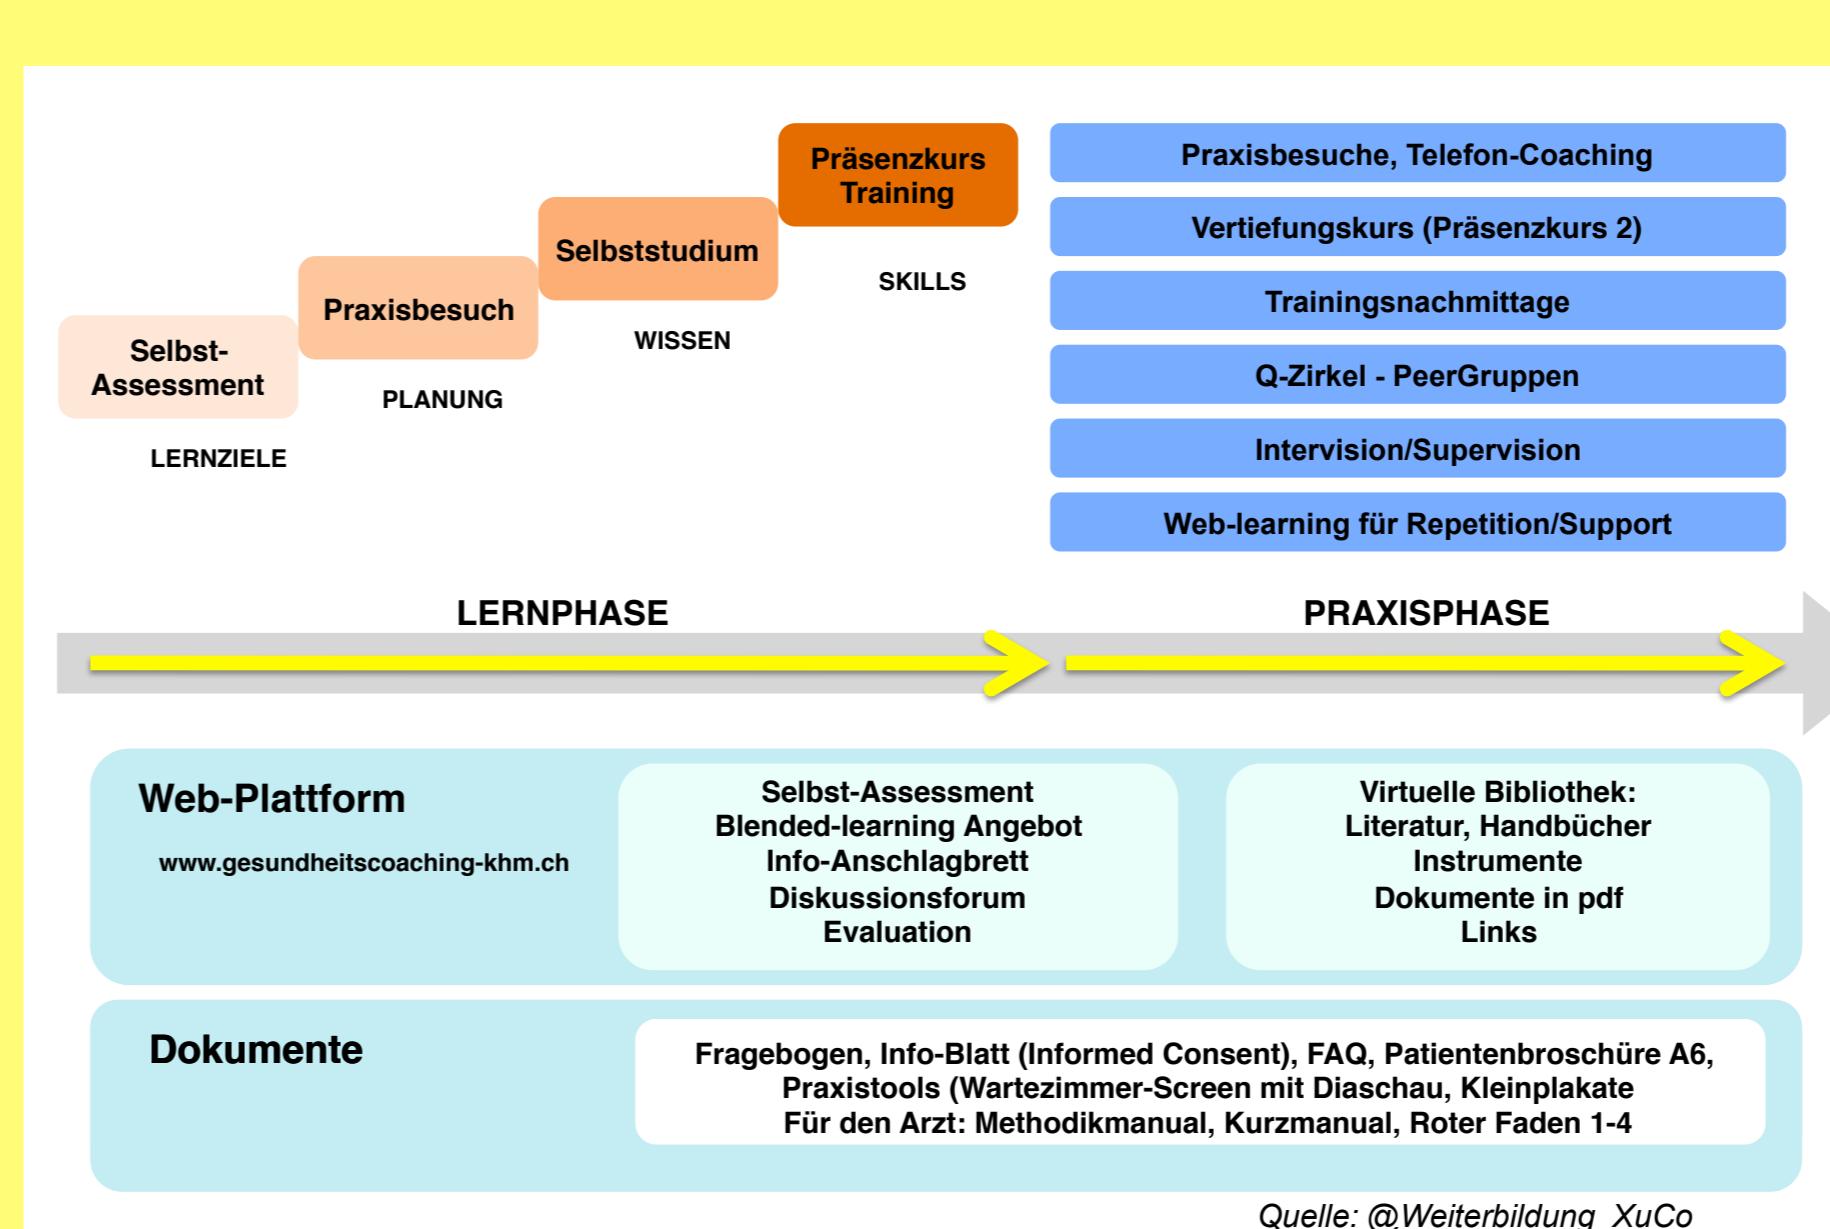 Präsenzkurs
Training
Selbststudium
Praxisbesuch
Selbst-
Assessment
SKILLS
WISSEN
PLANUNG
LERNZIELE
Praxisbesuche, Telefon-Coaching
Vertiefungskurs (Präsenzkurs 2)
Trainingsnachmittage
Q-Zirkel - PeerGruppen
Intervision/Supervision
Web-learning für Repetition/Support
LERNPHASE
PRAXISPHASE
Web-Plattform
www.gesundheitscoaching-khm.ch
Selbst-Assessment
Blended-learning Angebot
Info-Anschlagbrett
Diskussionsforum
Evaluation
Virtuelle Bibliothek:
Literatur, Handbücher
Instrumente
Dokumente in pdf
Links
Dokumente
Fragebogen, Info-Blatt (Informed Consent), FAQ, Patientenbroschüre A6,
Praxistools (Wartezimmer-Screen mit Diaschau, Kleinplakate
Für den Arzt: Methodikmanual, Kurzmanual, Roter Faden 1-4
Quelle: @Weiterbildung_XuCo